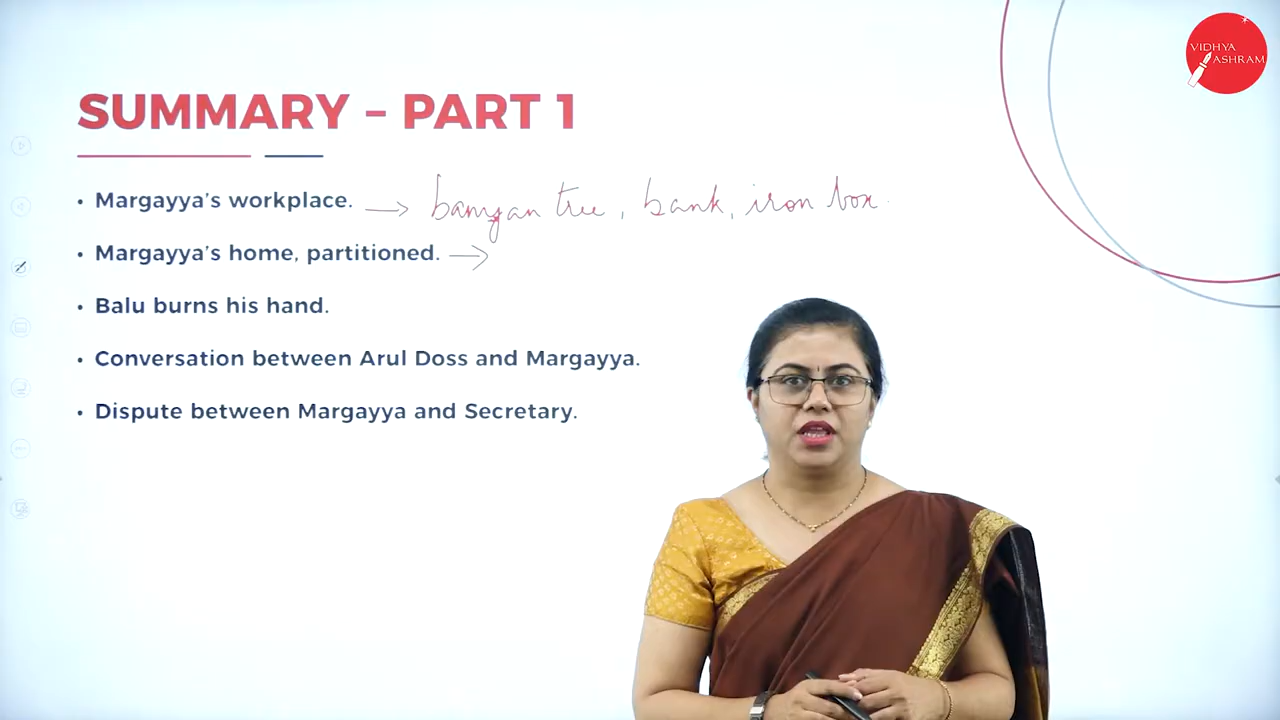 VIDHYA
ASHRAM
SUMMARY – PART 1
• Margayya's workplace. → banyan tree, bank, iron box.
• Margayya's home, partitioned. →
• Balu burns his hand.
• Conversation between Arul Doss and Margayya.
• Dispute between Margayya and Secretary.